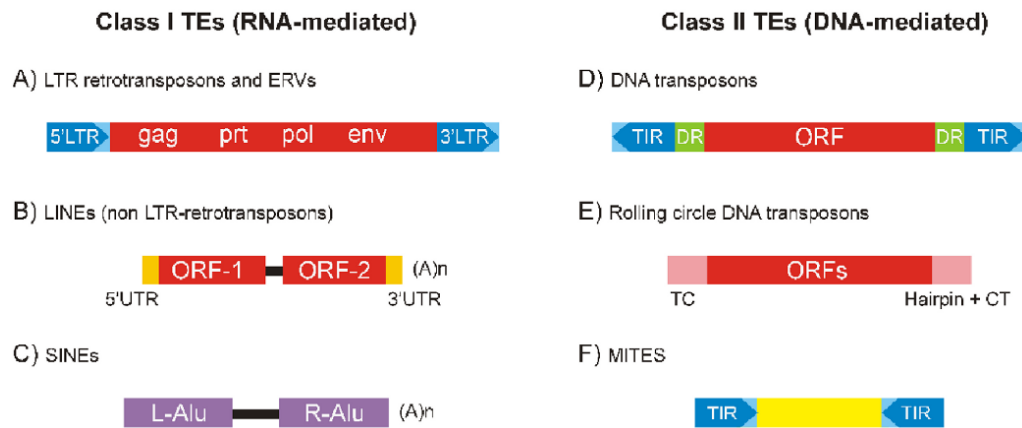 Class I TEs (RNA-mediated)
A) LTR retrotransposons and ERVs
5'LTR gag prt pol env 3'LTR
B) LINEs (non LTR-retrotransposons)
ORF-1 ORF-2 (A)n
5'UTR 3'UTR
C) SINEs
L-Alu R-Alu (A)n
Class II TEs (DNA-mediated)
D) DNA transposons
TIR DR ORF DR TIR
E) Rolling circle DNA transposons
ORFs
TC Hairpin + CT
F) MITES
TIR TIR